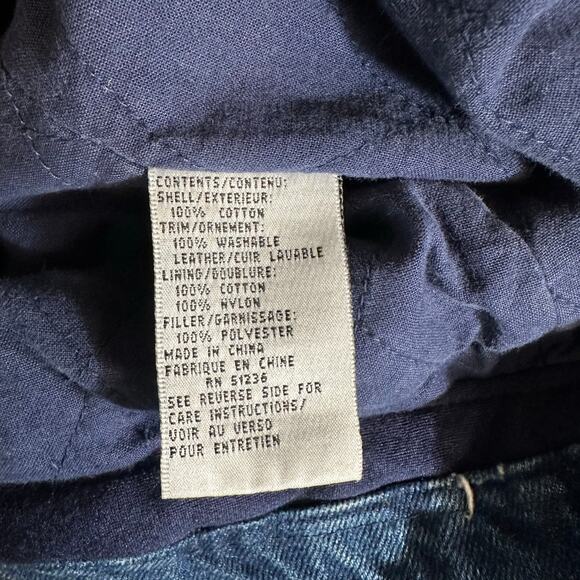 CONTENTS/CONTENU:
SHELL/EXTERIEUR:
100% COTTON
TRIM/ORNEMENT:
100% WASHABLE
LEATHER/CUIR LAVABLE
LINING/DOUBLURE:
100% COTTON
100% NYLON
FILLER/GARNISSAGE:
100% POLYESTER
MADE IN CHINA
FABRIQUE EN CHINE
RN 51236
SEE REVERSE SIDE FOR
CARE INSTRUCTIONS/
VOIR AU VERSO
POUR ENTRETIEN